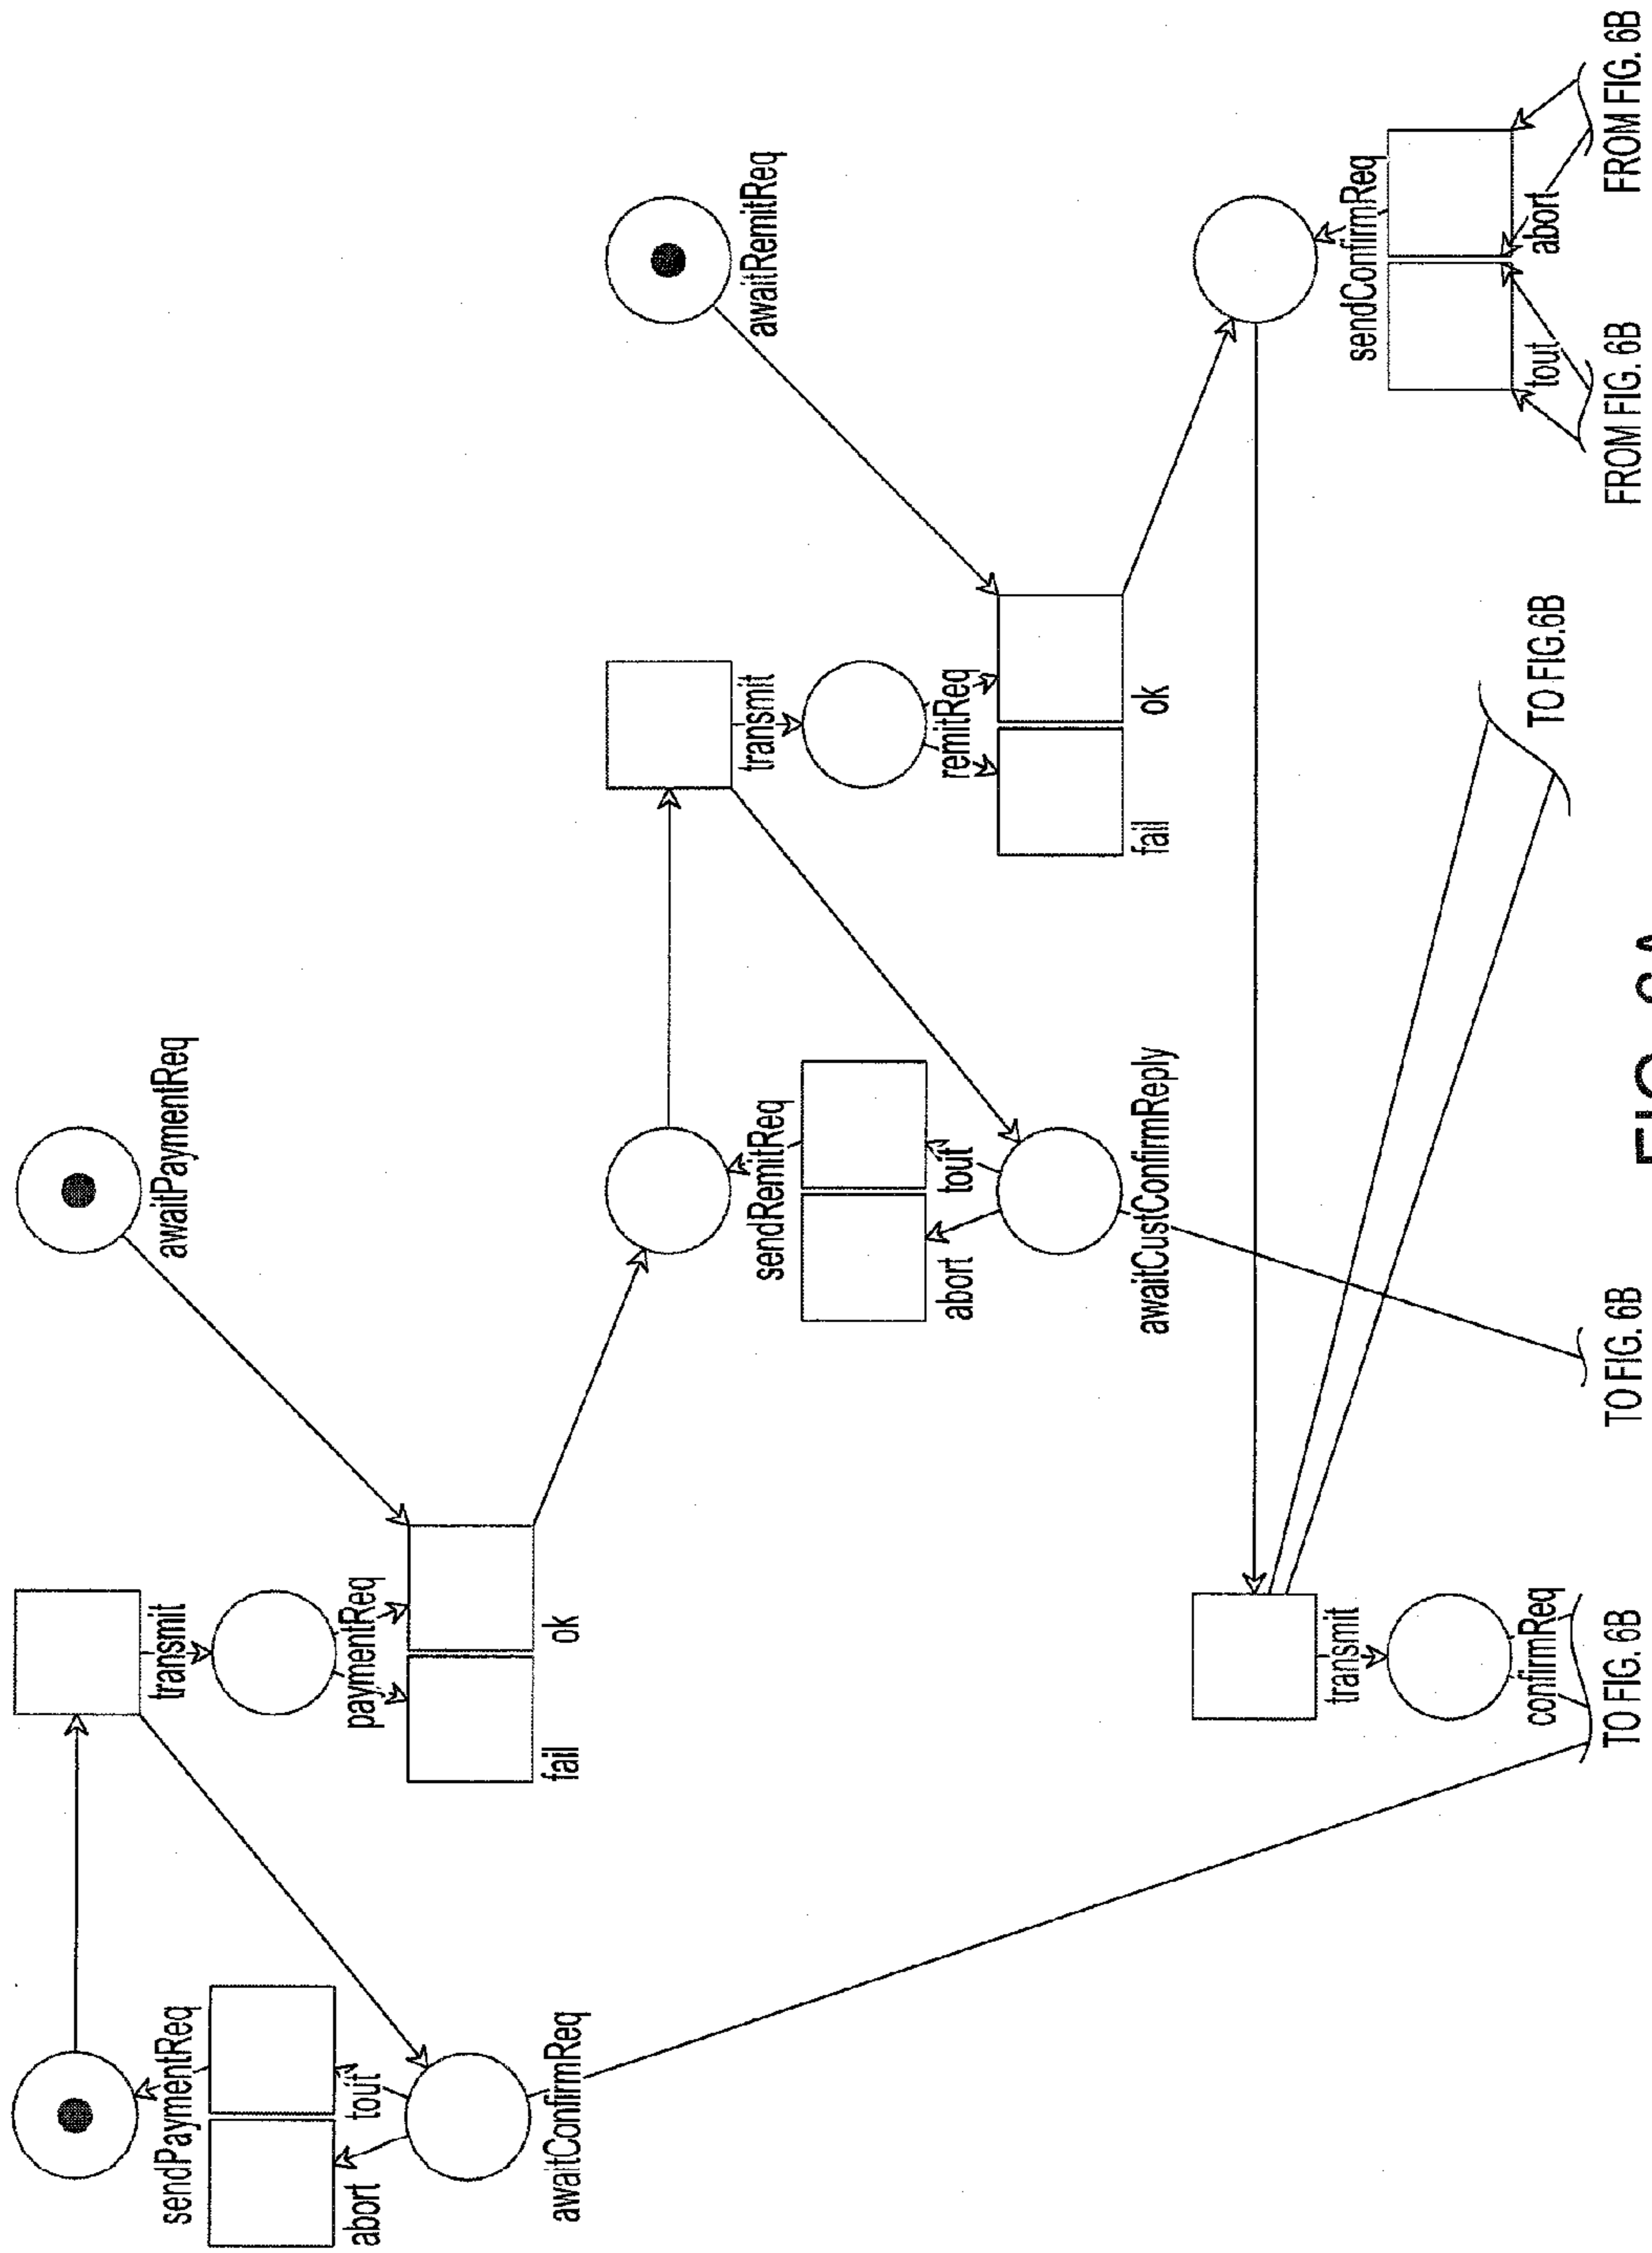 sendPaymentReq
transmit
awaitPaymentReq
abort
tout
paymentReq
awaitConfirmReq
fail
ok
sendRemitReq
transmit
awaitRemitReq
abort
tout
remitReq
awaitCustConfirmReply
fail
ok
transmit
sendConfirmReq
confirmReq
TO FIG.6B
tout
abort
TO FIG. 6B
TO FIG. 6B
FROM FIG. 6B
FROM FIG. 6B